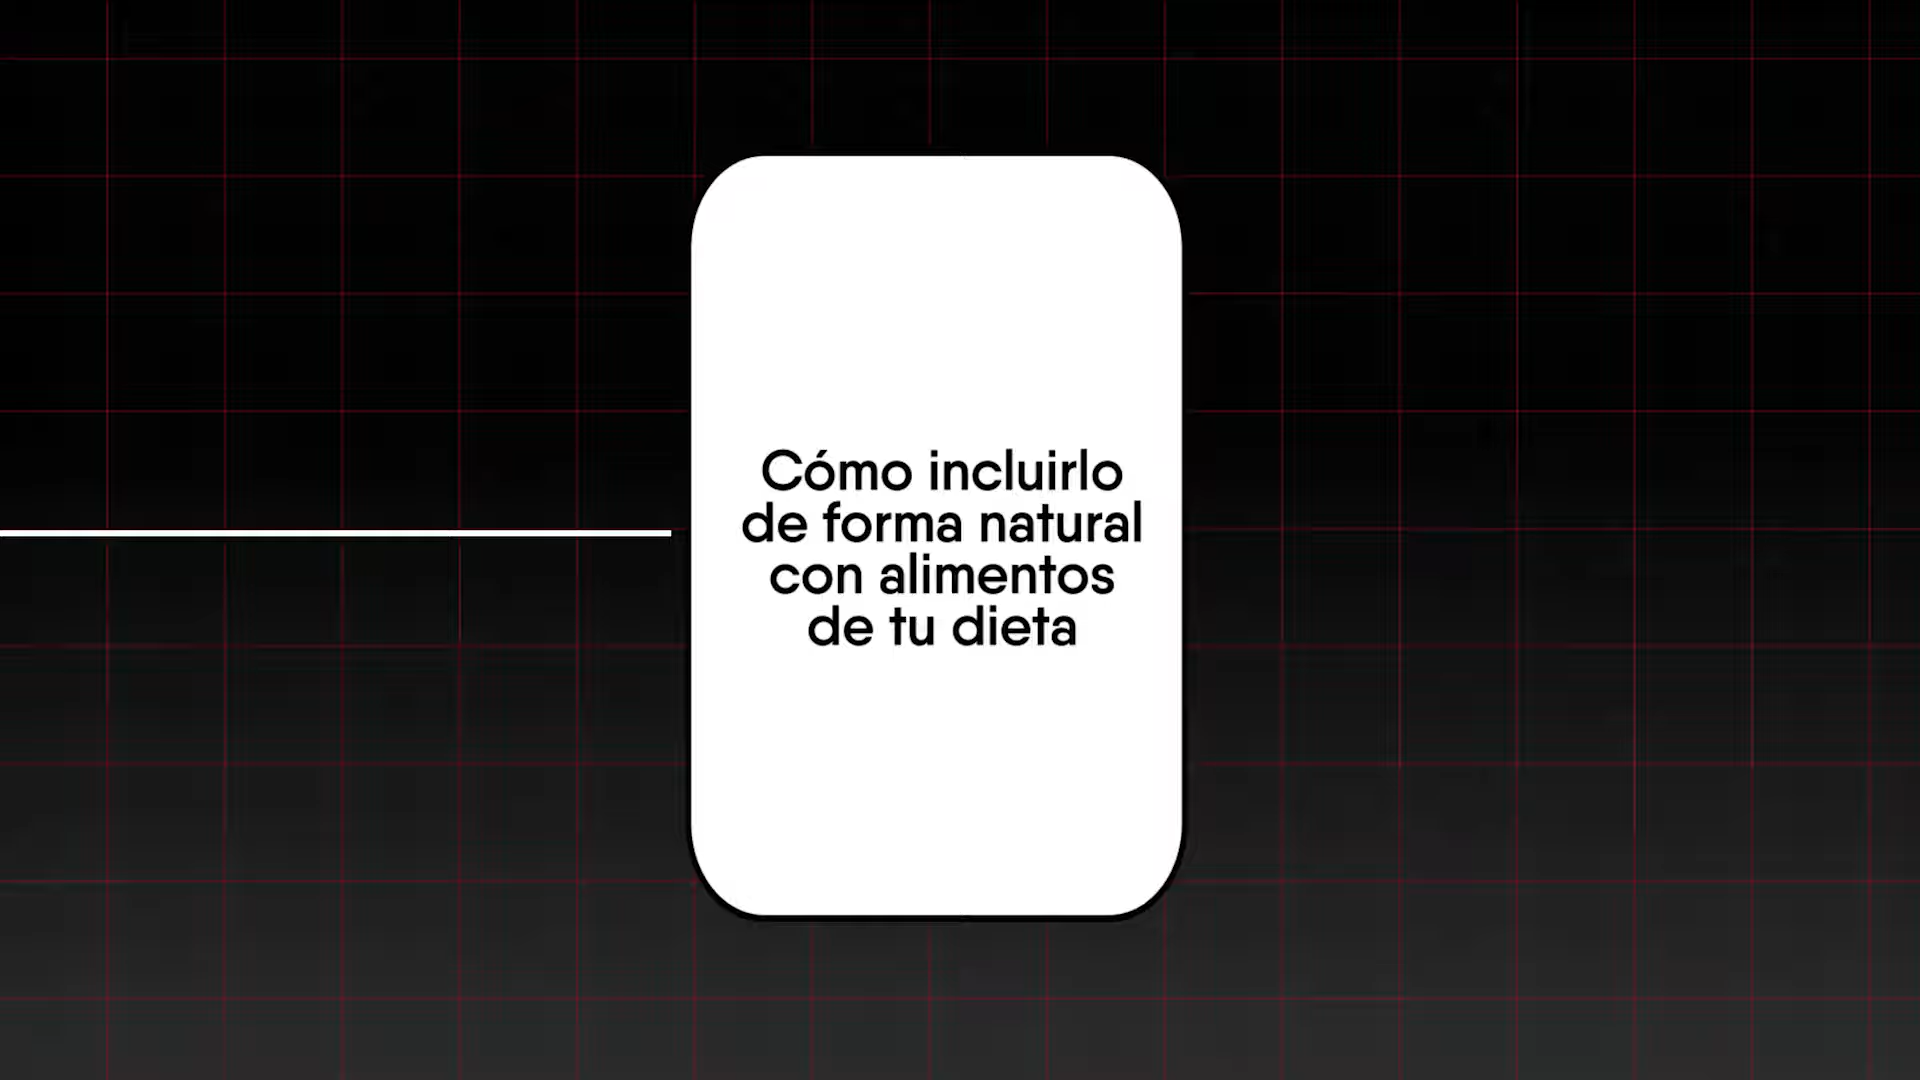 Cómo incluirlo
de forma natural
con alimentos
de tu dieta